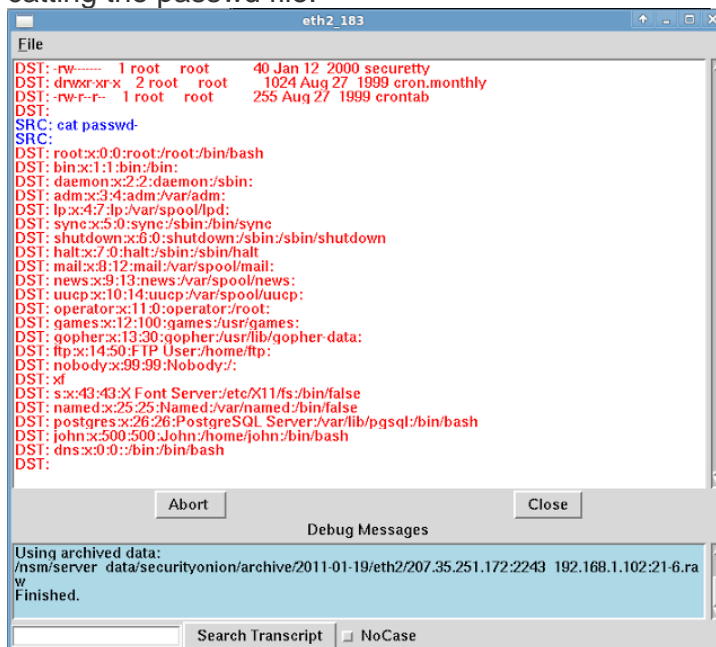 catting the passwd file.
eth2_183
File
DST: -rw------- 1 root root 40 Jan 12 2000 securetty
DST: drwxr-xr-x 2 root root 1024 Aug 27 1999 cron.monthly
DST: -rw-r--r-- 1 root root 255 Aug 27 1999 crontab
DST:
SRC: cat passwd-
SRC:
DST: root:x:0:0:root:/root:/bin/bash
DST: bin:x:1:1:bin:/bin:
DST: daemon:x:2:2:daemon:/sbin:
DST: adm:x:3:4:adm:/var/adm:
DST: lp:x:4:7:lp:/var/spool/lpd:
DST: sync:x:5:0:sync:/sbin:/bin/sync
DST: shutdown:x:6:0:shutdown:/sbin:/sbin/shutdown
DST: halt:x:7:0:halt:/sbin:/sbin/halt
DST: mail:x:8:12:mail:/var/spool/mail:
DST: news:x:9:13:news:/var/spool/news:
DST: uucp:x:10:14:uucp:/var/spool/uucp:
DST: operator:x:11:0:operator:/root:
DST: games:x:12:100:games:/usr/games:
DST: gopher:x:13:30:gopher:/usr/lib/gopher-data:
DST: ftp:x:14:50:FTP User:/home/ftp:
DST: nobody:x:99:99:Nobody:/:
DST: xf
DST: s:x:43:43:X Font Server:/etc/X11/fs:/bin/false
DST: named:x:25:25:Named:/var/named:/bin/false
DST: postgres:x:26:26:PostgreSQL Server:/var/lib/pgsql:/bin/bash
DST: john:x:500:500:John:/home/john:/bin/bash
DST: dns:x:0:0::/bin:/bin/bash
DST:
Abort Close
Debug Messages
Using archived data:
/nsm/server_data/securityonion/archive/2011-01-19/eth2/207.35.251.172:2243_192.168.1.102:21-6.ra
w
Finished.
Search Transcript NoCase